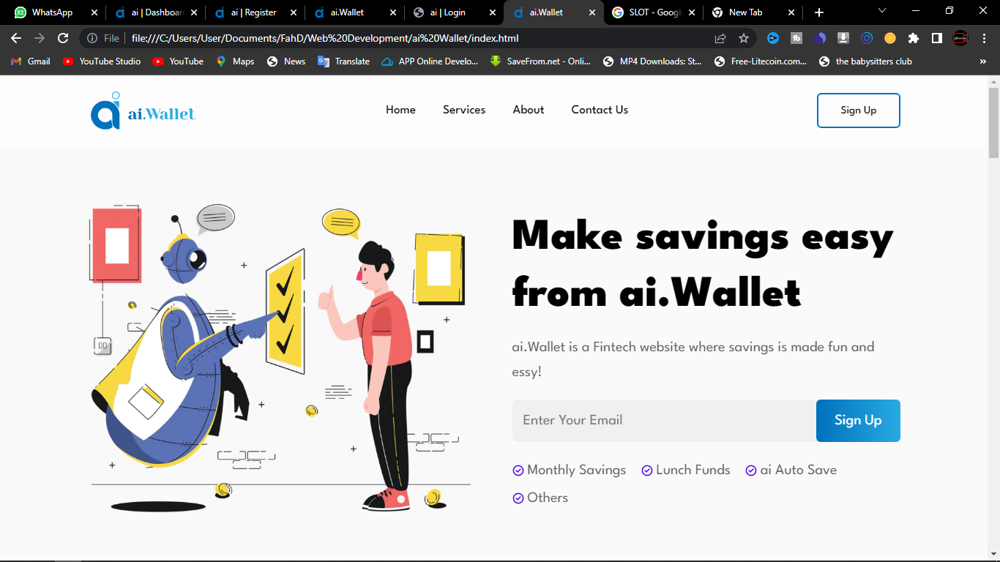 82 WhatsApp
ai | Dashboar
ai | Register
ai.Wallet
ai | Login
ai.Wallet
SLOT - Googl
New Tab
File
file:///C:/Users/User/Documents/FahD/Web%20Development/ai%20Wallet/index.html
Gmail
YouTube Studio
YouTube
Maps
News
Translate
APP Online Develo...
SaveFrom.net - Onli...
MP4 Downloads: St...
Free-Litecoin.com...
the babysitters club
»
ai ai.Wallet
Home
Services
About
Contact Us
Sign Up
Make savings easy
from ai.Wallet
ai.Wallet is a Fintech website where savings is made fun and
essy!
Enter Your Email
Sign Up
Monthly Savings
Lunch Funds
ai Auto Save
Others